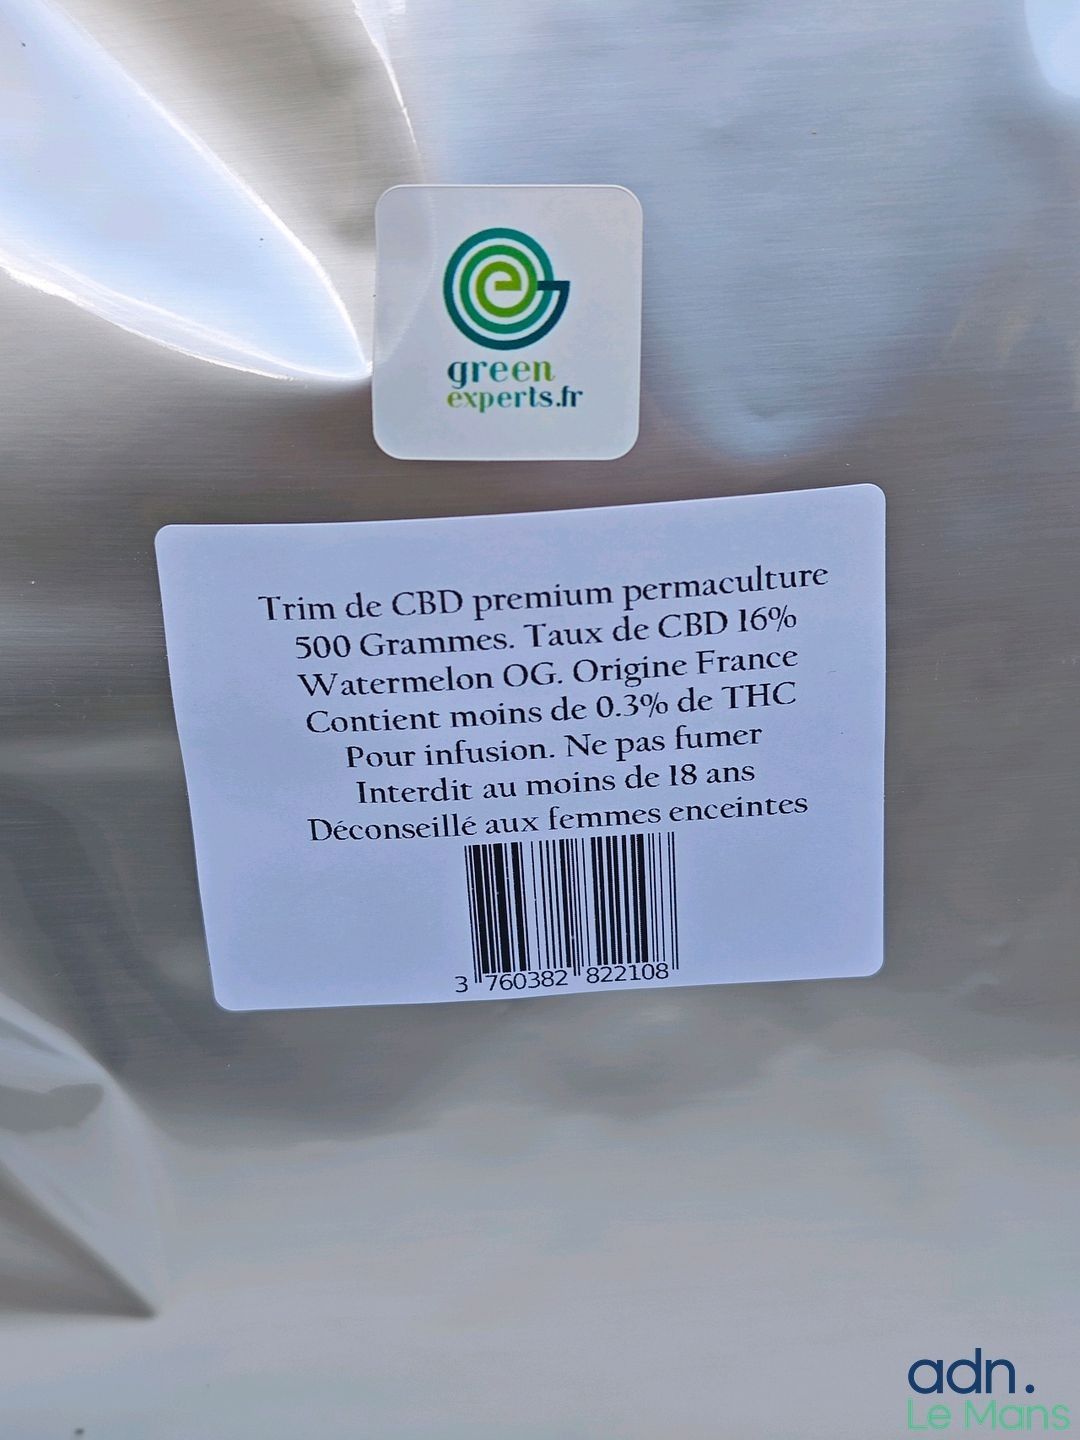 green
experts.fr
Trim de CBD premium permaculture
500 Grammes. Taux de CBD 16%
Watermelon OG. Origine France
Contient moins de 0.3% de THC
Pour infusion. Ne pas fumer
Interdit au moins de 18 ans
Déconseillé aux femmes enceintes
3 760382 822108
adn.
Le Mans